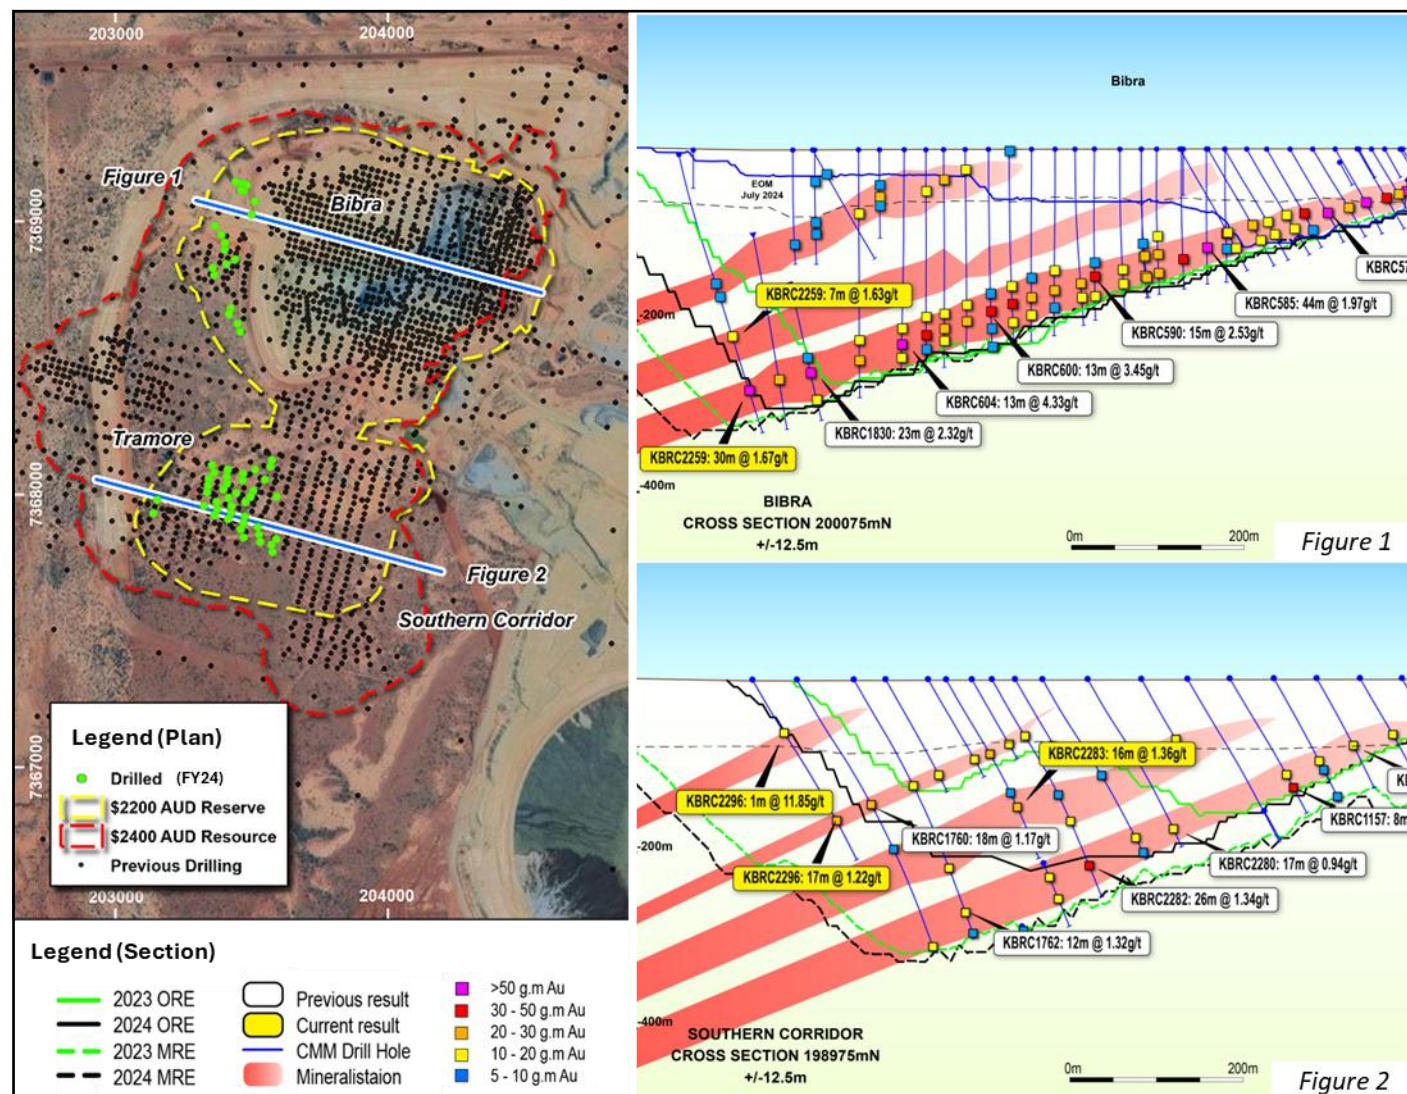 203000
204000
7369000
7368000
7367000
Figure 1
Bibra
Tramore
Figure 2
Southern Corridor
Legend (Plan)
Drilled (FY24)
$2200 AUD Reserve
$2400 AUD Resource
Previous Drilling
203000
204000
Legend (Section)
2023 ORE
2024 ORE
2023 MRE
2024 MRE
Previous result
Current result
CMM Drill Hole
Mineralistaion
>50 g.m Au
30 - 50 g.m Au
20 - 30 g.m Au
10 - 20 g.m Au
5 - 10 g.m Au
Bibra
EOM
July 2024
-200m
-400m
KBRC2259: 7m @ 1.63g/t
KBRC57
KBRC585: 44m @ 1.97g/t
KBRC590: 15m @ 2.53g/t
KBRC600: 13m @ 3.45g/t
KBRC604: 13m @ 4.33g/t
KBRC1830: 23m @ 2.32g/t
KBRC2259: 30m @ 1.67g/t
BIBRA
CROSS SECTION 200075mN
+/-12.5m
0m
200m
Figure 1
KBRC2283: 16m @ 1.36g/t
KBRC2296: 1m @ 11.85g/t
KBRC1760: 18m @ 1.17g/t
KBRC2296: 17m @ 1.22g/t
KBRC1157: 8m
KBRC2280: 17m @ 0.94g/t
KBRC2282: 26m @ 1.34g/t
KBRC1762: 12m @ 1.32g/t
-200m
-400m
SOUTHERN CORRIDOR
CROSS SECTION 198975mN
+/-12.5m
0m
200m
Figure 2